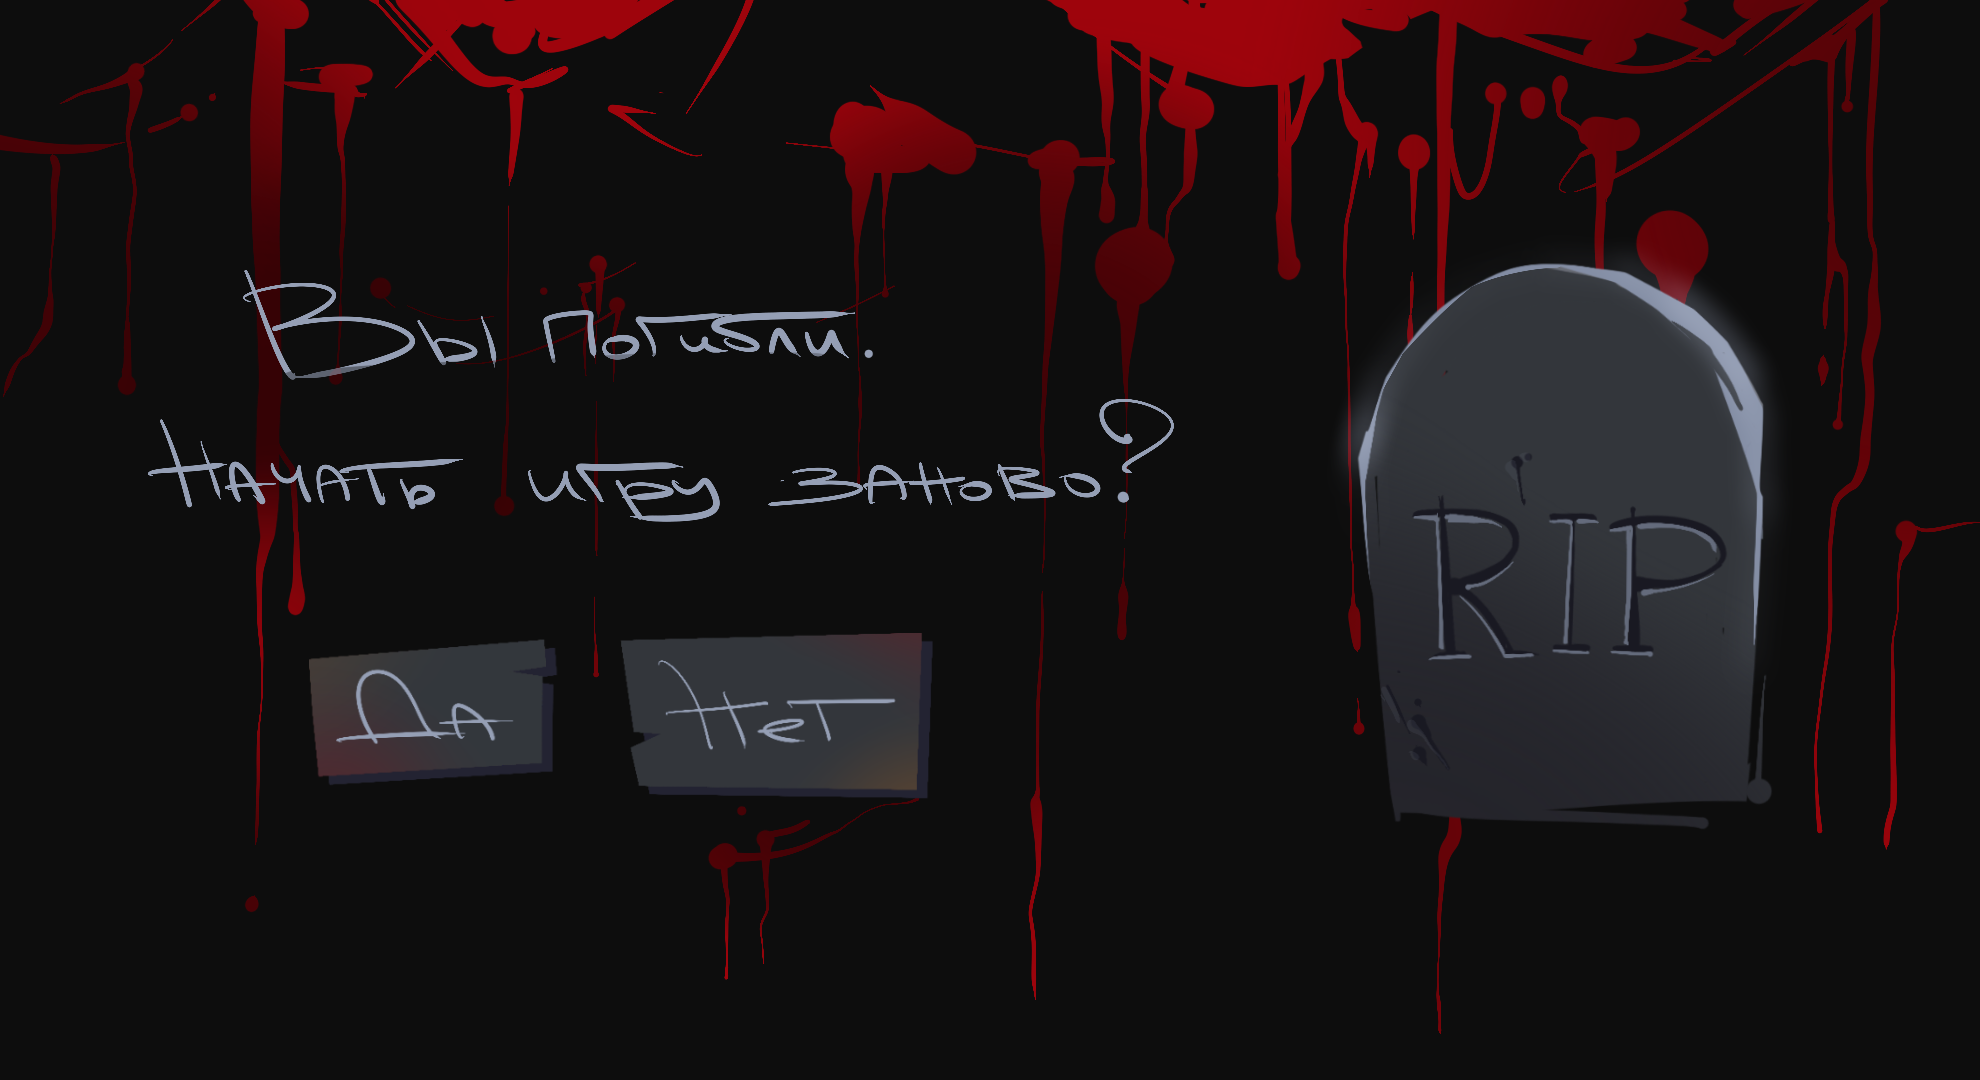 Вы погибли.
Начать игру заново?
Да
Нет
RIP